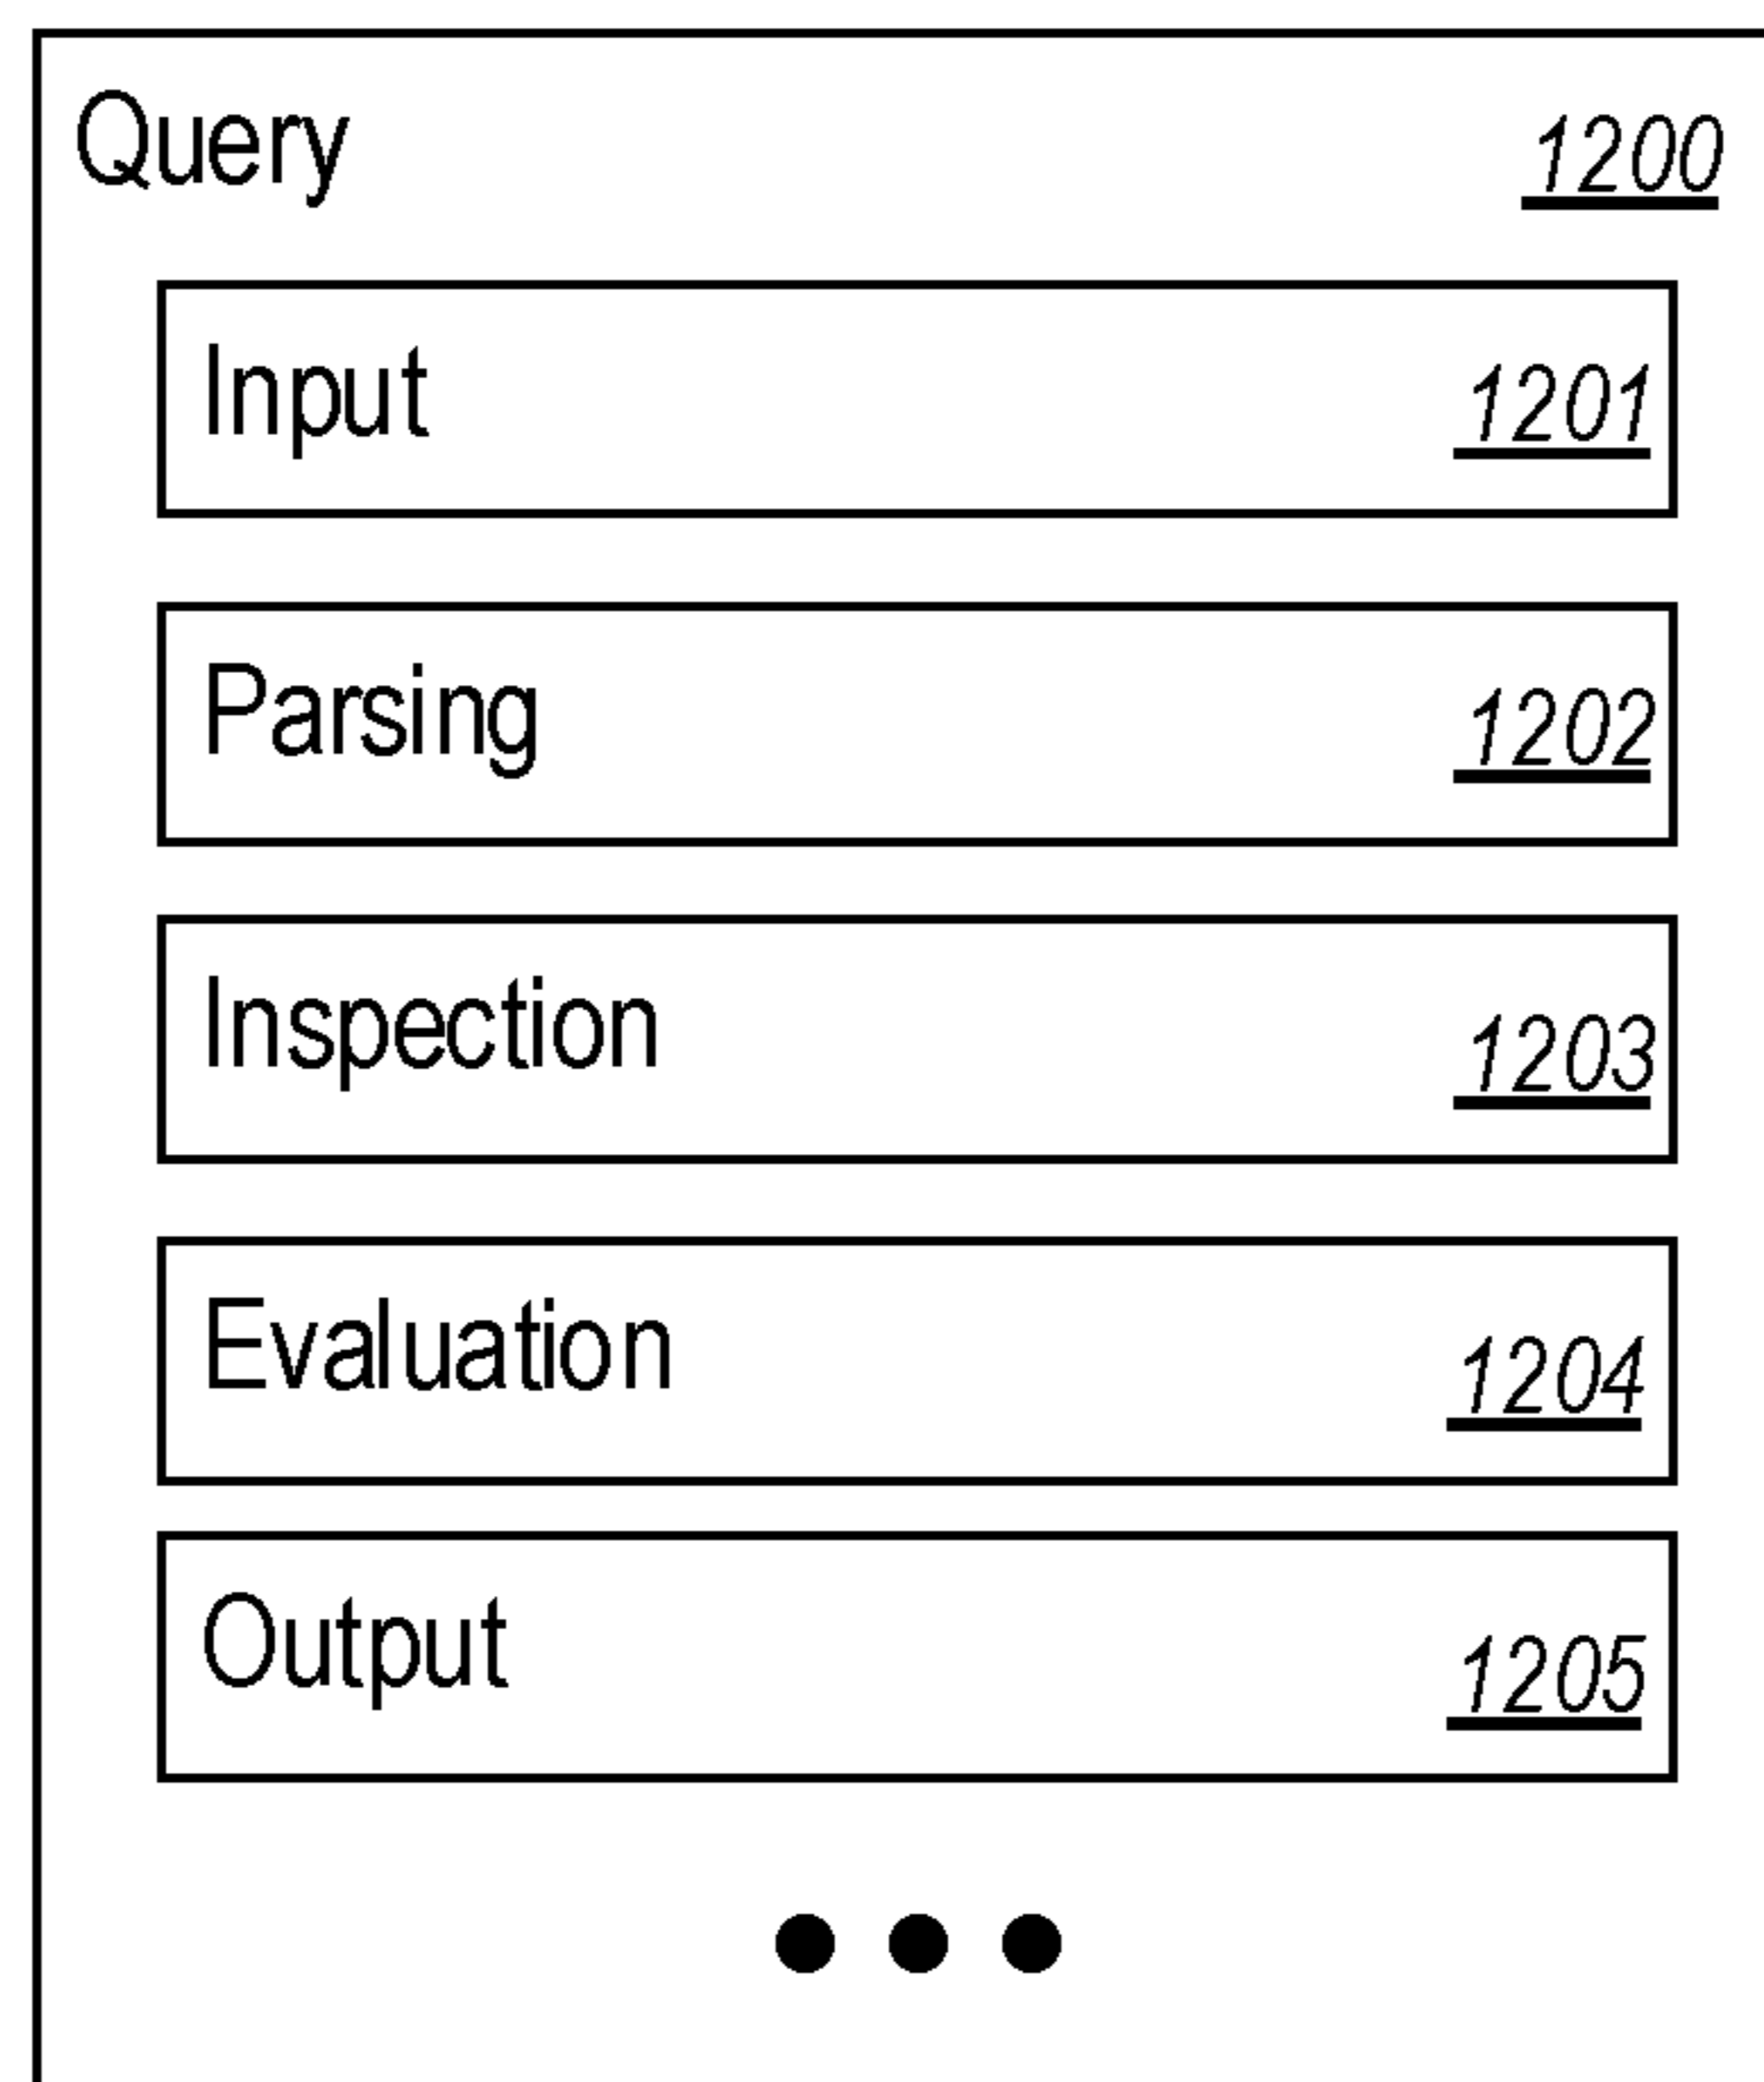 Query 1200
Input 1201
Parsing 1202
Inspection 1203
Evaluation 1204
Output 1205